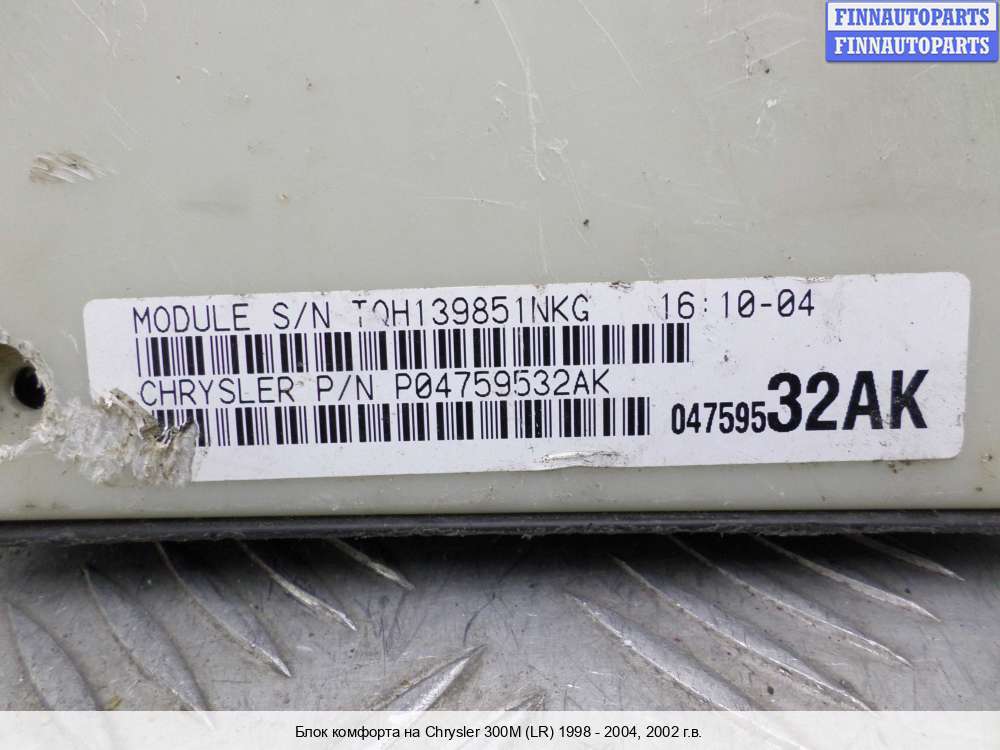 FINNAUTOPARTS
FINNAUTOPARTS
MODULE S/N TQH139851NKG 16:10-04
CHRYSLER P/N P04759532AK
04759532AK
Блок комфорта на Chrysler 300M (LR) 1998 - 2004, 2002 г.в.